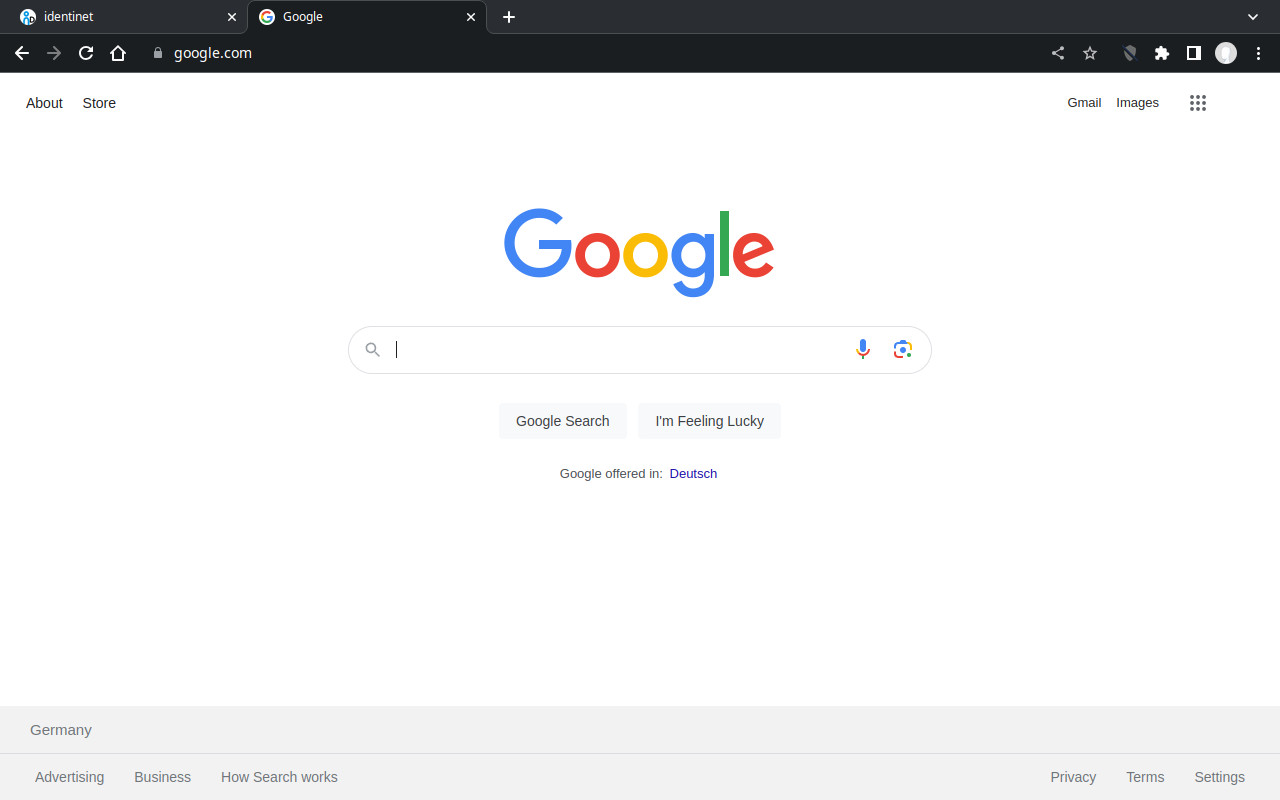 identinet
Google
google.com
About Store
Gmail Images
Google
Google Search
I'm Feeling Lucky
Google offered in: Deutsch
Germany
Advertising Business How Search works
Privacy Terms Settings